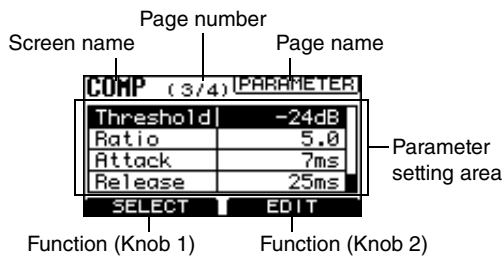 Page number
Screen name
Page name
COMP (3/4) PARAMETER
Threshold -24dB
Ratio 5.0
Attack 7ms
Release 25ms
SELECT EDIT
Parameter
setting area
Function (Knob 1) Function (Knob 2)